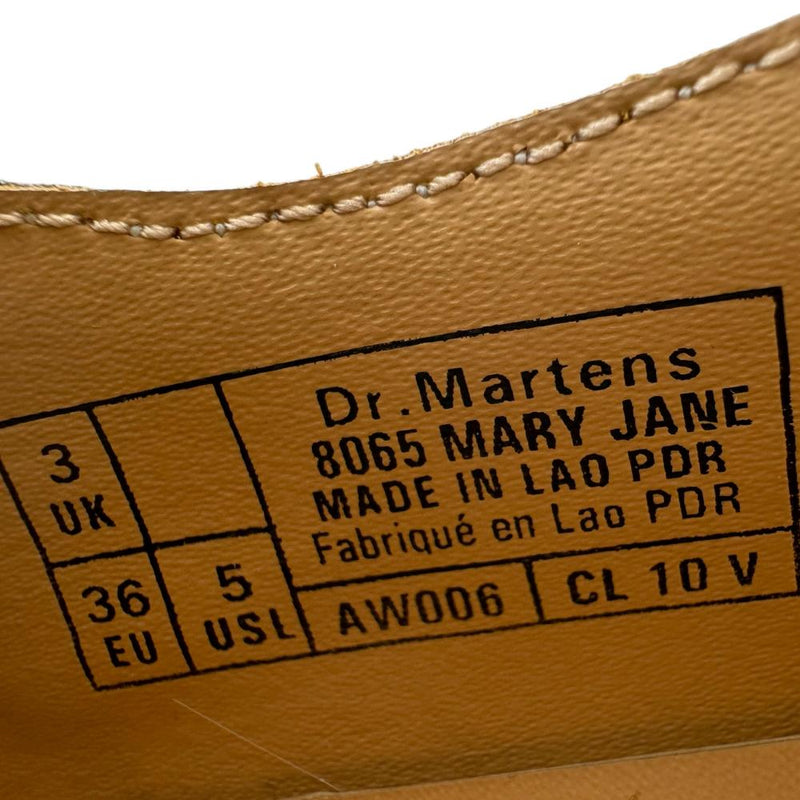 3
UK
36
EU
5
USL
Dr. Martens
8065 MARY JANE
MADE IN LAO PDR
Fabriqué en Lao PDR
AW006
CL 10 V